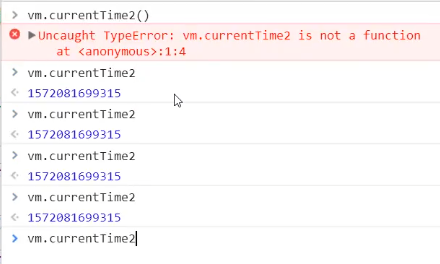 > vm.currentTime2()
Uncaught TypeError: vm.currentTime2 is not a function
at <anonymous>:1:4
> vm.currentTime2
<· 1572081699315
> vm.currentTime2
<· 1572081699315
> vm.currentTime2
<· 1572081699315
> vm.currentTime2
<· 1572081699315
> vm.currentTime2